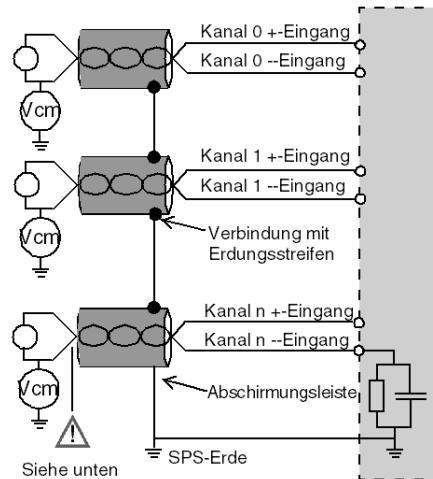 Kanal 0 +-Eingang
Kanal 0 --Eingang
Vcm
Kanal 1 +-Eingang
Kanal 1 --Eingang
Vcm
Verbindung mit
Erdungsstreifen
Kanal n +-Eingang
Kanal n --Eingang
Vcm
Abschirmungsleiste
!
SPS-Erde
Siehe unten